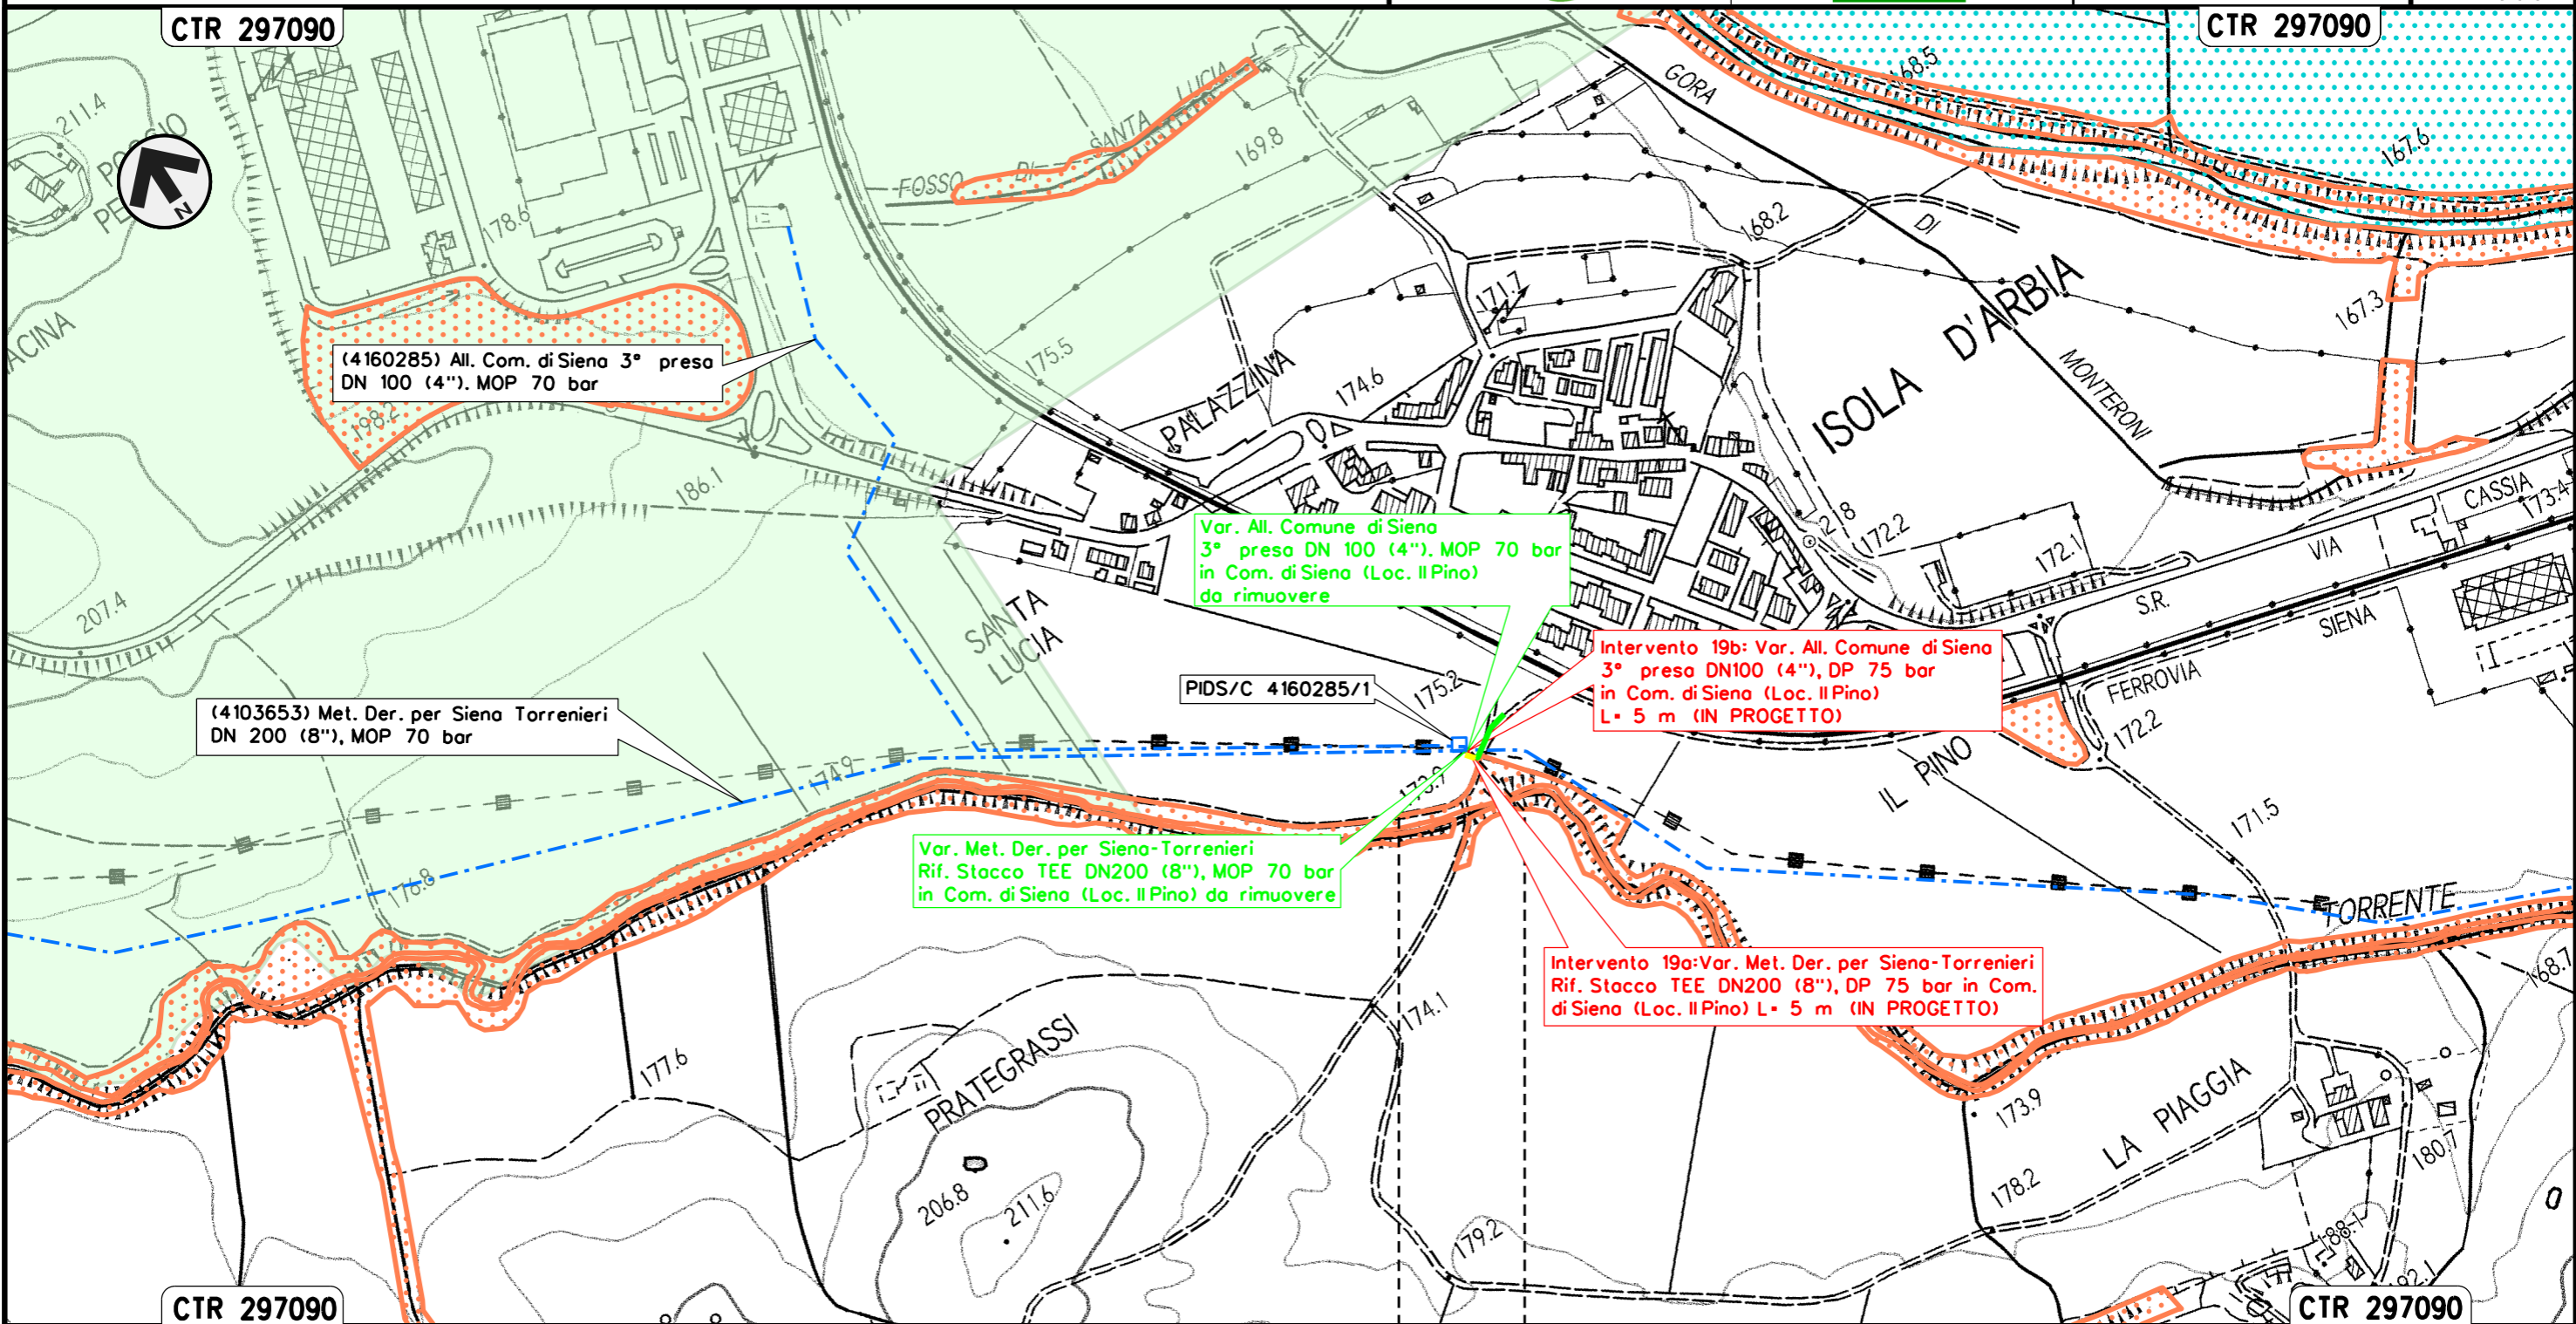 CTR 297090
CTR 297090
211.4
POGGIO
178.6
FOSSO DI SANTA LUCIA
169.8
GORA
DI
MONTERONI
168.5
167.6
168.2
167.3
171.7
ISOLA D'ARBIA
ACINA
(4160285) All. Com. di Siena 3° presa
DN 100 (4"). MOP 70 bar
198.2
175.5
PALAZZINA
174.6
186.1
207.4
Var. All. Comune di Siena
3° presa DN 100 (4"). MOP 70 bar
in Com. di Siena (Loc. Il Pino)
da rimuovere
172.2
172.1
S.R.
VIA
CASSIA
173.4
SANTA
LUCIA
FERROVIA
SIENA
Intervento 19b: Var. All. Comune di Siena
3° presa DN100 (4"), DP 75 bar
in Com. di Siena (Loc. Il Pino)
L= 5 m (IN PROGETTO)
PIDS/C 4160285/1
175.2
(4103653) Met. Der. per Siena Torrenieri
DN 200 (8"), MOP 70 bar
172.2
IL PINO
174.9
173.9
171.5
Var. Met. Der. per Siena-Torrenieri
Rif. Stacco TEE DN200 (8"), MOP 70 bar
in Com. di Siena (Loc. Il Pino) da rimuovere
176.8
TORRENTE
168.7
Intervento 19a:Var. Met. Der. per Siena-Torrenieri
Rif. Stacco TEE DN200 (8"), DP 75 bar in Com.
di Siena (Loc. Il Pino) L= 5 m (IN PROGETTO)
174.1
177.6
PRATEGRASSI
173.9
LA PIAGGIA
180.7
178.2
206.8
211.6
179.2
188.1
CTR 297090
CTR 297090